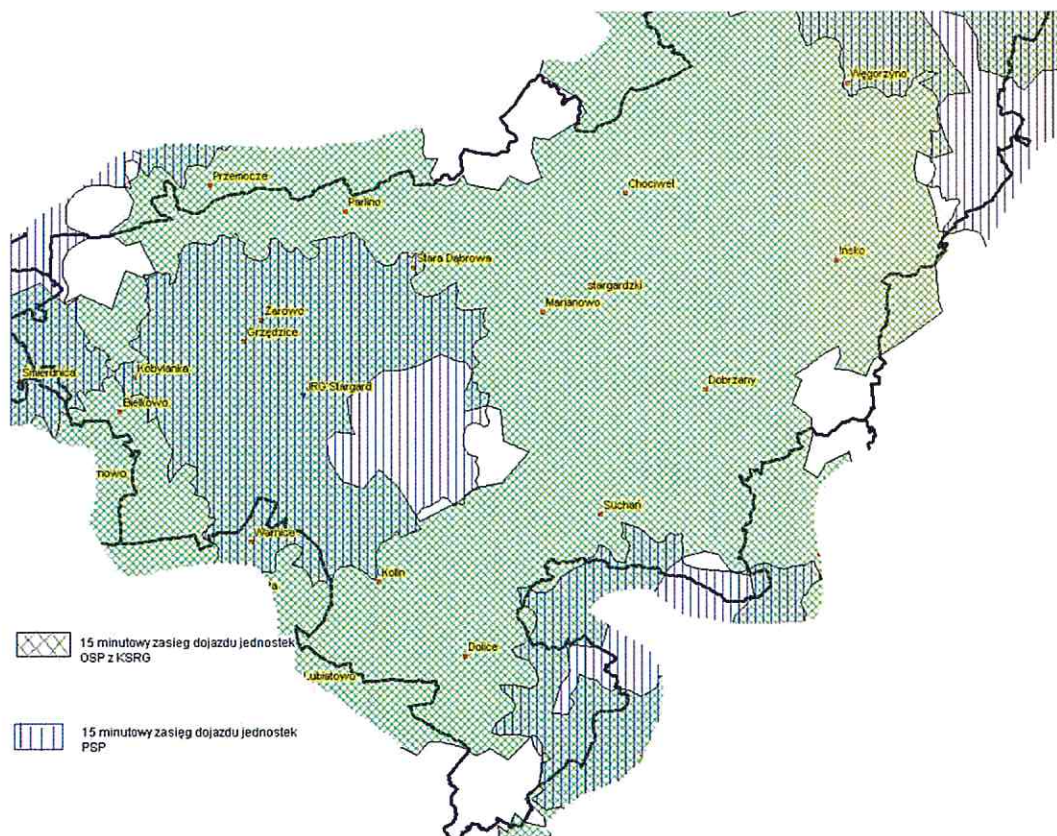 Węgorzyno
Przemocze
Chociwel
Parlino
Stara Dąbrowa
Ińsko
stargardzki
Marianowo
Żarowo
Grzędzice
Kobylanka
Śmierdnica
JRG Stargard
Dobrzany
Bielkowo
nowo
Suchań
Warnice
Kolin
Dolice
Lubiatowo
15 minutowy zasięg dojazdu jednostek
OSP z KSRG
15 minutowy zasięg dojazdu jednostek
PSP